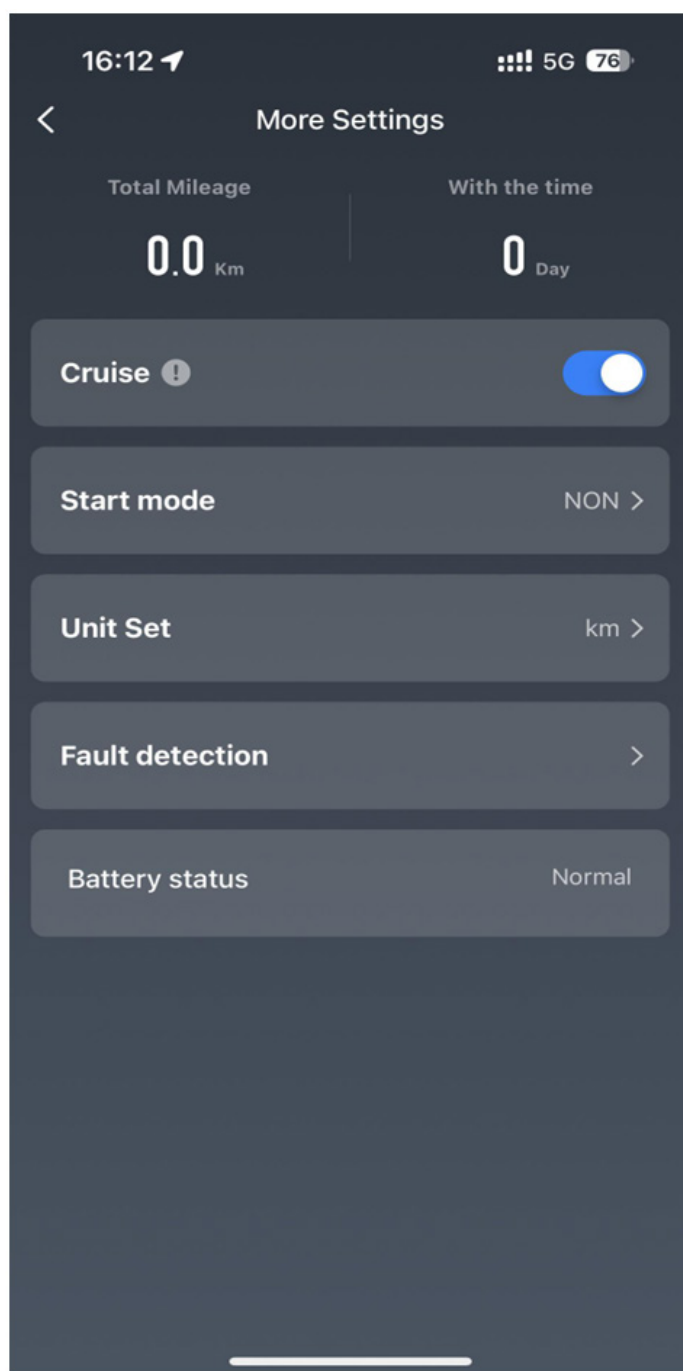 16:12 5G 76
More Settings
Total Mileage With the time
0.0 Km 0 Day
Cruise
Start mode NON
Unit Set km
Fault detection
Battery status Normal